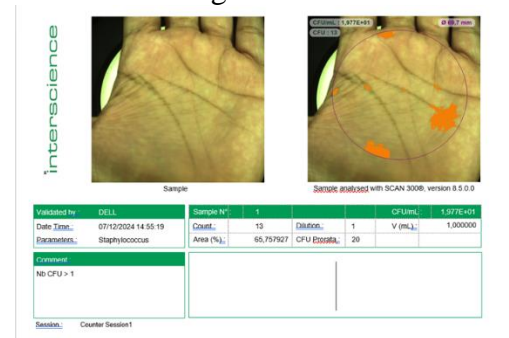 interscience
CFU/mL : 1,977E+01
Ø 69,7 mm
CFU : 13
Sample
Sample analysed with SCAN 300®, version 8.5.0.0
Validated by DELL
Date Time : 07/12/2024 14:55:19
Parameters : Staphylococcus
Sample N° : 1 CFU/mL : 1,977E+01
Count : 13 Dilution : 1 V (mL) : 1,000000
Area (%) : 65,757927 CFU Prorata : 20
Comment :
Nb CFU > 1
Session : Counter Session1